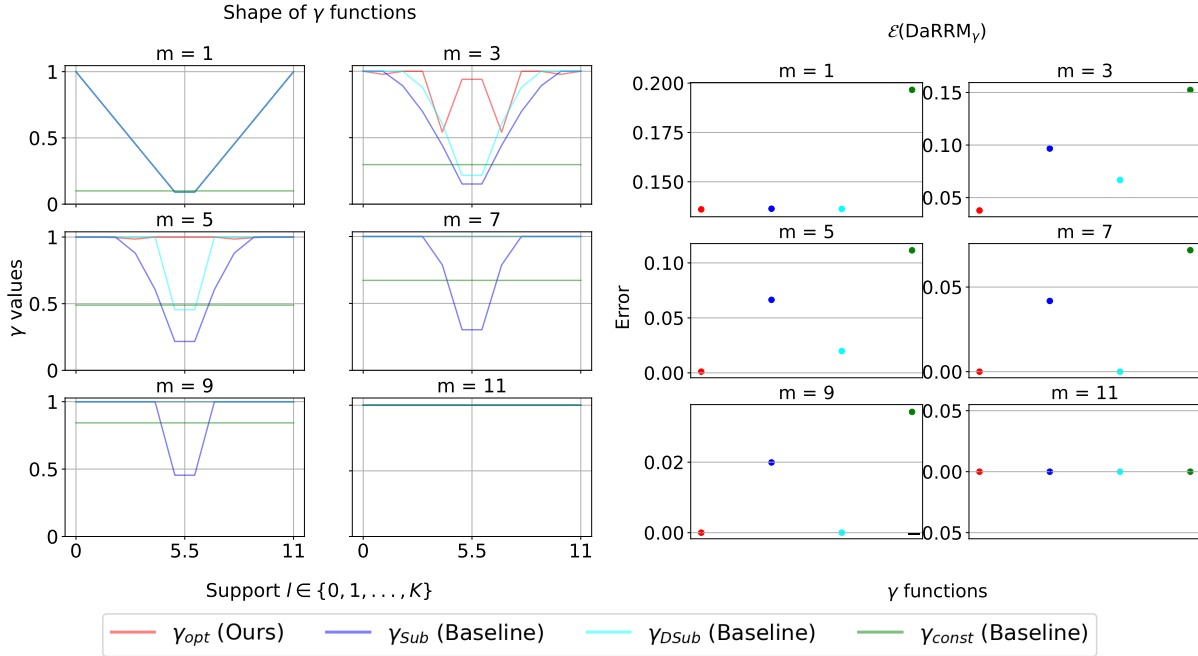 Shape of γ functions
m = 1
m = 3
1
0.5
0
m = 5
m = 7
1
0.5
0
m = 9
m = 11
1
0.5
0
0
5.5
11
0
5.5
11
γ values
Support l ∈ {0, 1, . . . , K}
ℰ(DaRRM_γ)
m = 1
m = 3
0.200
0.175
0.150
0.15
0.10
0.05
m = 5
m = 7
0.10
0.05
0.00
0.05
0.00
m = 9
m = 11
0.02
0.00
0.05
0.00
−0.05
Error
γ functions
γ_opt (Ours)
γ_Sub (Baseline)
γ_DSub (Baseline)
γ_const (Baseline)